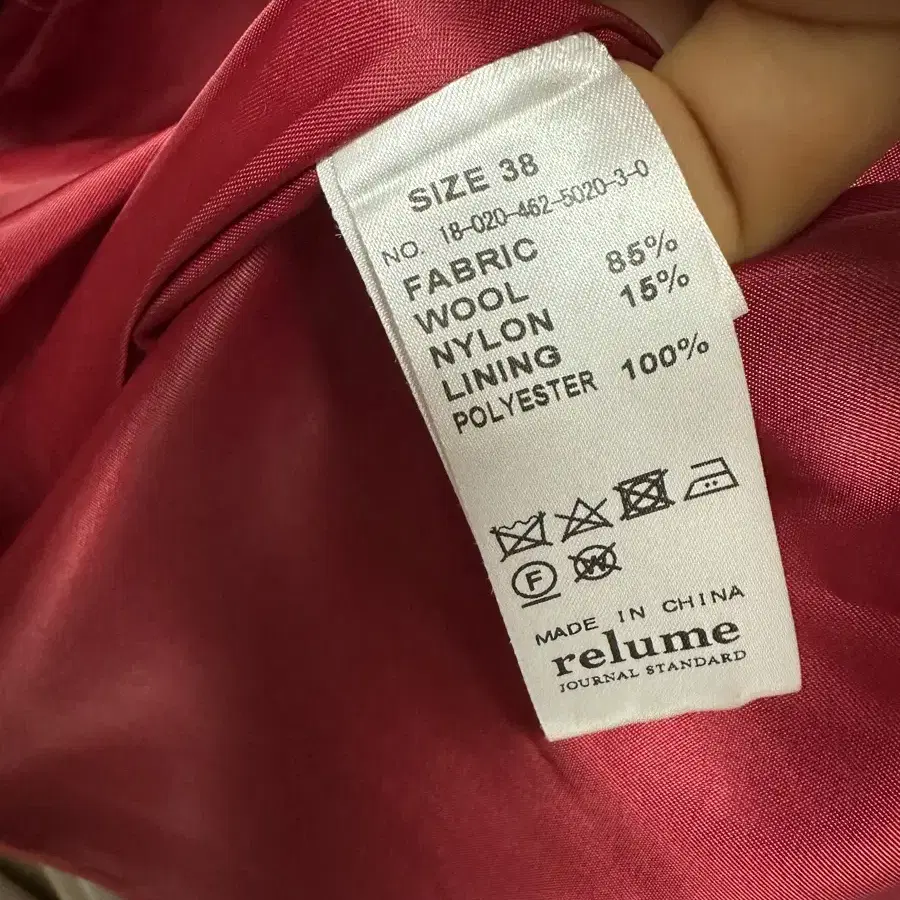 SIZE 38
NO. 18-020-462-5020-3-0
FABRIC
WOOL 85%
NYLON 15%
LINING
POLYESTER 100%
F W
MADE IN CHINA
relume
JOURNAL STANDARD